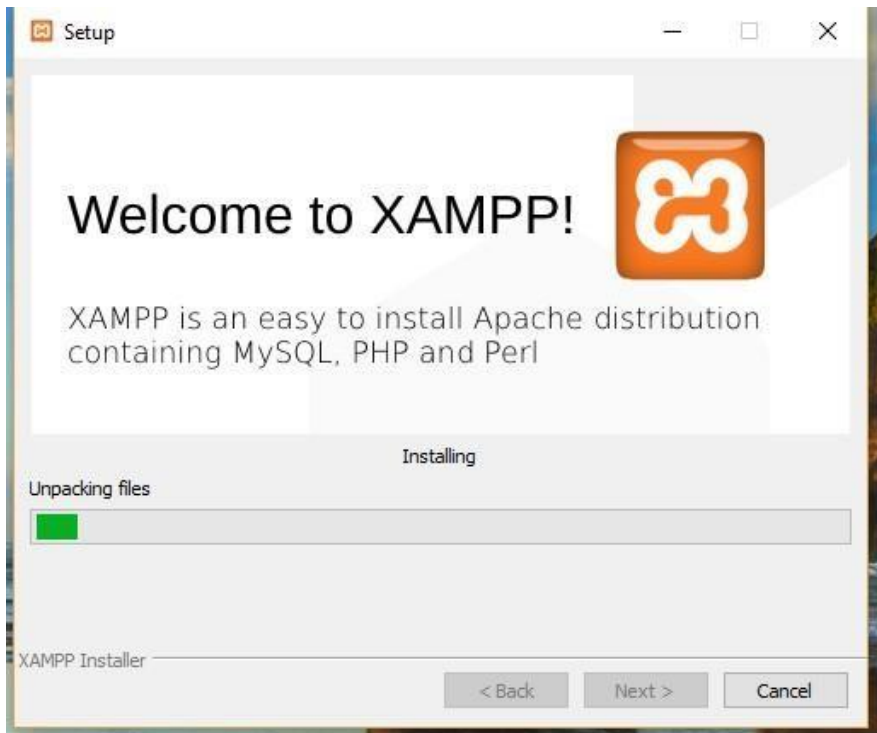 Setup
Welcome to XAMPP!
XAMPP is an easy to install Apache distribution
containing MySQL, PHP and Perl
Installing
Unpacking files
XAMPP Installer
< Back
Next >
Cancel